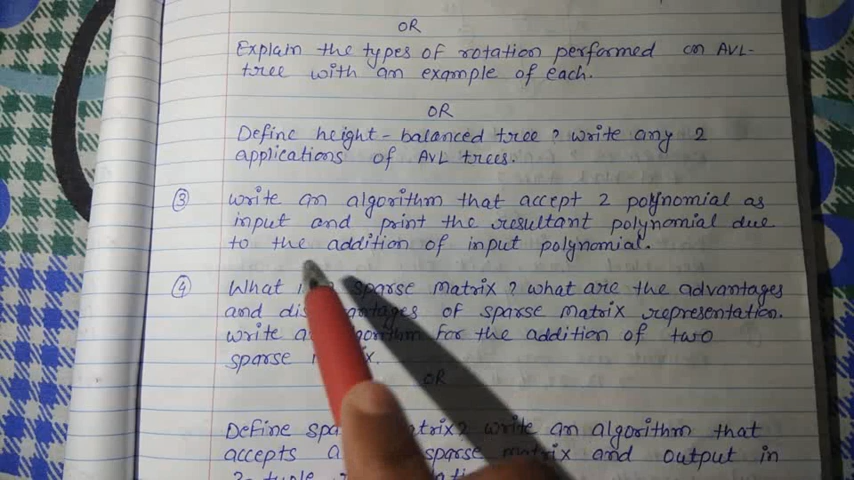 OR
Explain the types of rotation performed on AVL-
tree with an example of each.
OR
Define height-balanced tree? write any 2
applications of AVL trees.
③ Write an algorithm that accept 2 polynomial as
input and print the resultant polynomial due
to the addition of input polynomial.
④ What sparse matrix? what are the advantages
and of sparse matrix representation.
write for the addition of two
sparse
OR
Define write an algorithm that
accepts sparse matrix and output in